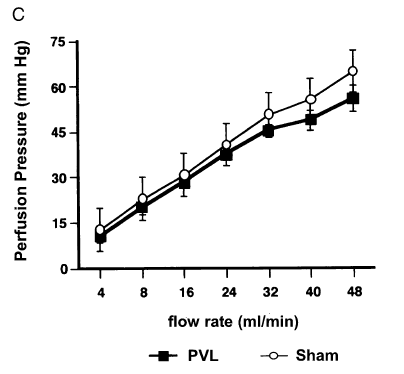 C
Perfusion Pressure (mm Hg)
75
60
45
30
15
0
4 8 16 24 32 40 48
flow rate (ml/min)
PVL Sham